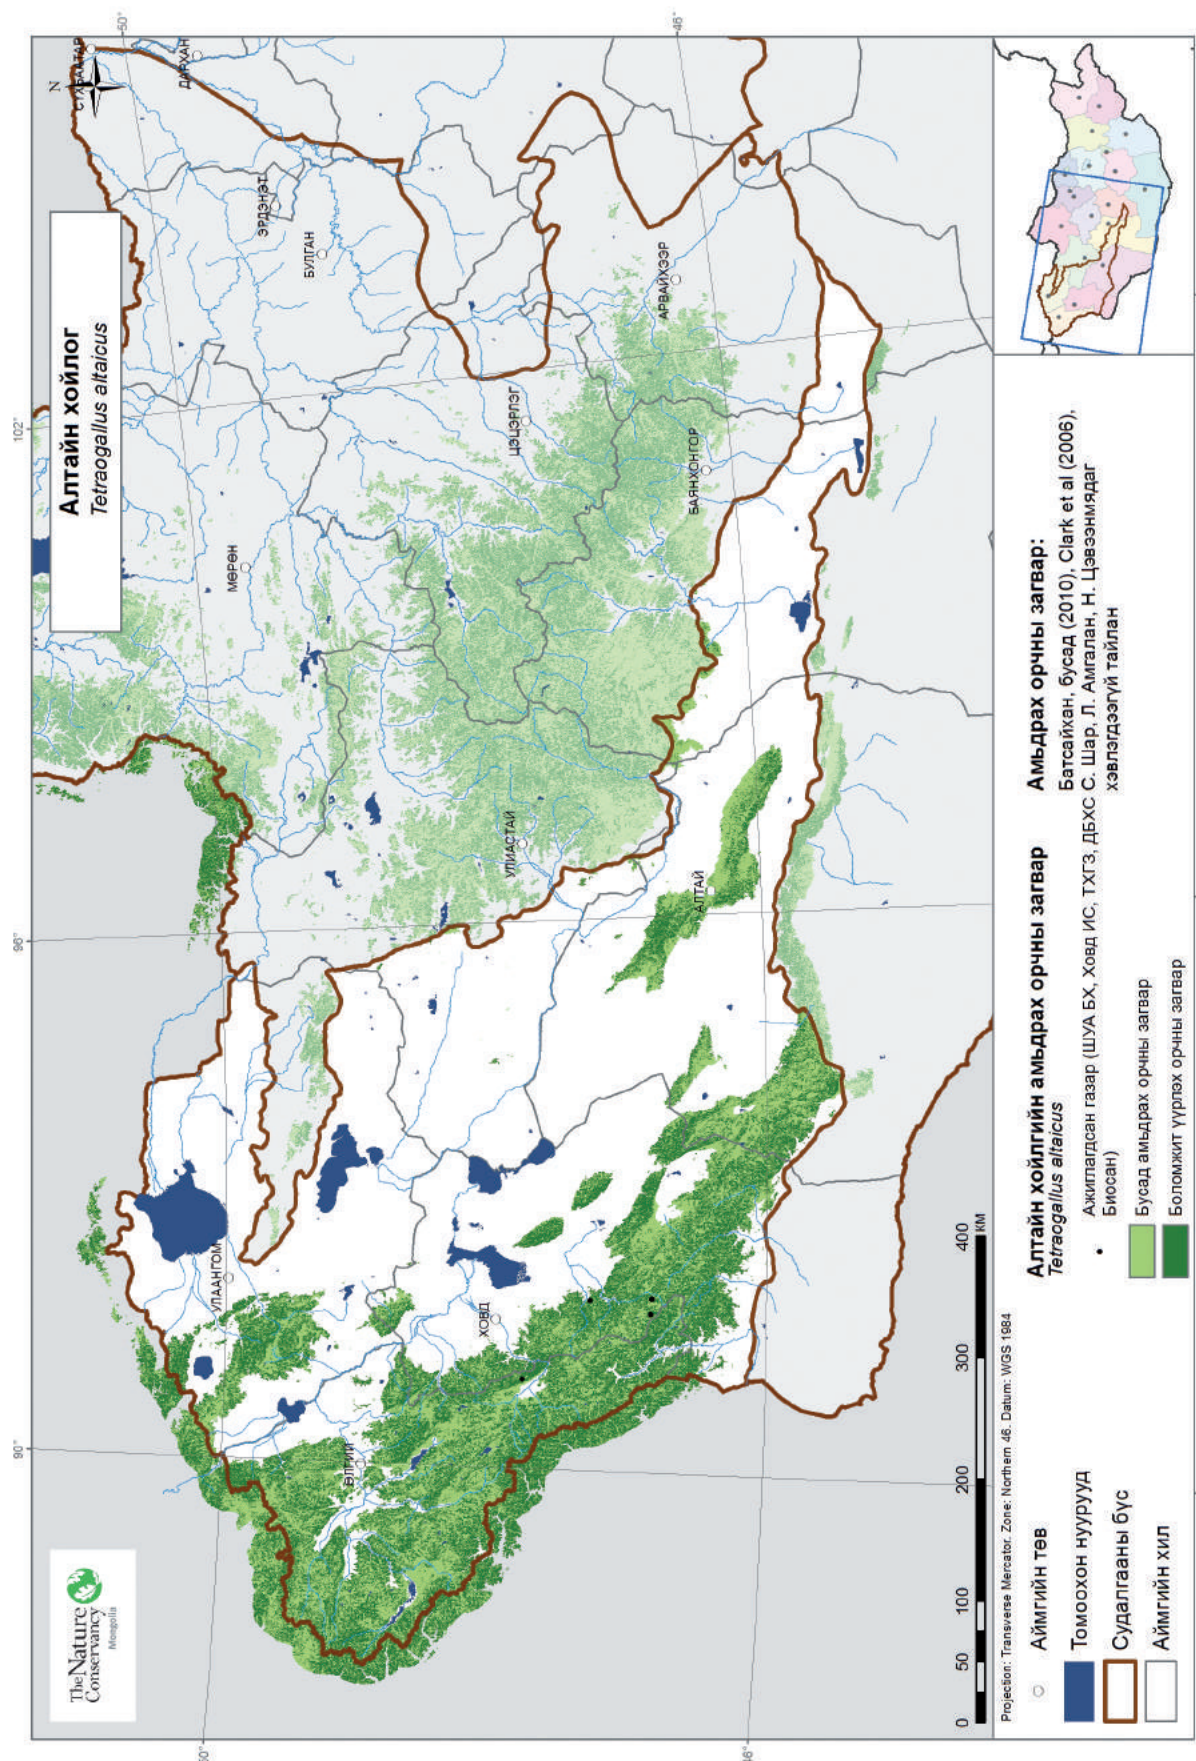 Алтайн хойлог
Tetraogallus altaicus
N
50°
46°
102°
96°
90°
50°
46°
СҮХБААТАР
ДАРХАН
ЭРДЭНЭТ
БУЛГАН
МӨРӨН
ЦЭЦЭРЛЭГ
АРВАЙХЭЭР
БАЯНХОНГОР
УЛИАСТАЙ
АЛТАЙ
УЛААНГОМ
ХОВД
ӨЛГИЙ
The Nature
Conservancy
Mongolia
0 50 100 200 300 400
КМ
Projection: Transverse Mercator. Zone: Northern 46. Datum: WGS 1984
Аймгийн төв
Томоохон нуурууд
Судалгааны бүс
Аймгийн хил
Алтайн хойлгийн амьдрах орчны загвар
Tetraogallus altaicus
Ажиглагдсан газар (ШУА БХ, Ховд ИС, ТХГЗ, ДБХС
Биосан)
Бусад амьдрах орчны загвар
Боломжит үрлэх орчны загвар
Амьдрах орчны загвар:
Батсайхан, бусад (2010), Clark et al (2006),
С. Шар, Л. Амгалан, Н. Цэвээнмядаг
хэвлэгдээгүй тайлан